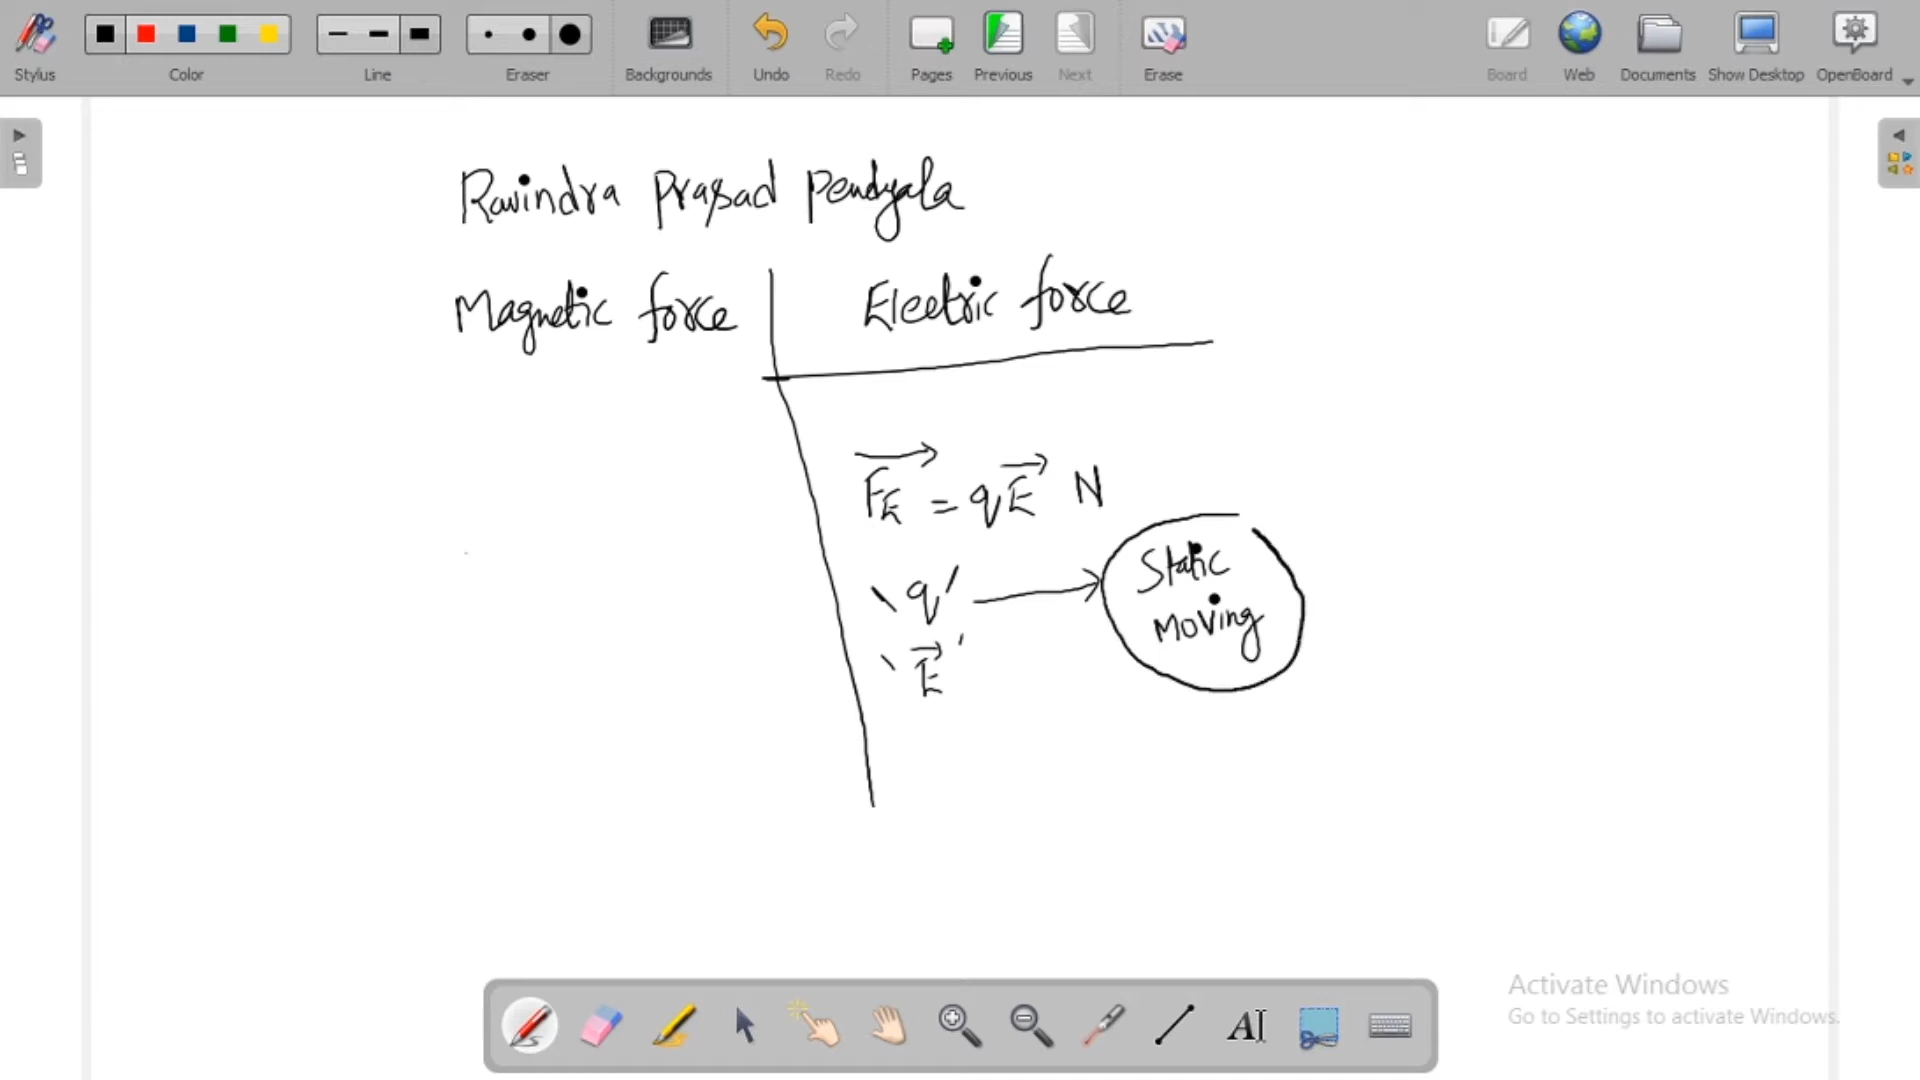 Stylus
Color
Line
Eraser
Backgrounds
Undo
Redo
Pages
Previous
Next
Erase
Board
Web
Documents
Show Desktop
OpenBoard
Ravindra Prasad Pendyala
Magnetic force
Electric force
F⃗_E = qE⃗ N
'q' → Static
Moving
'E⃗'
Activate Windows
Go to Settings to activate Windows.